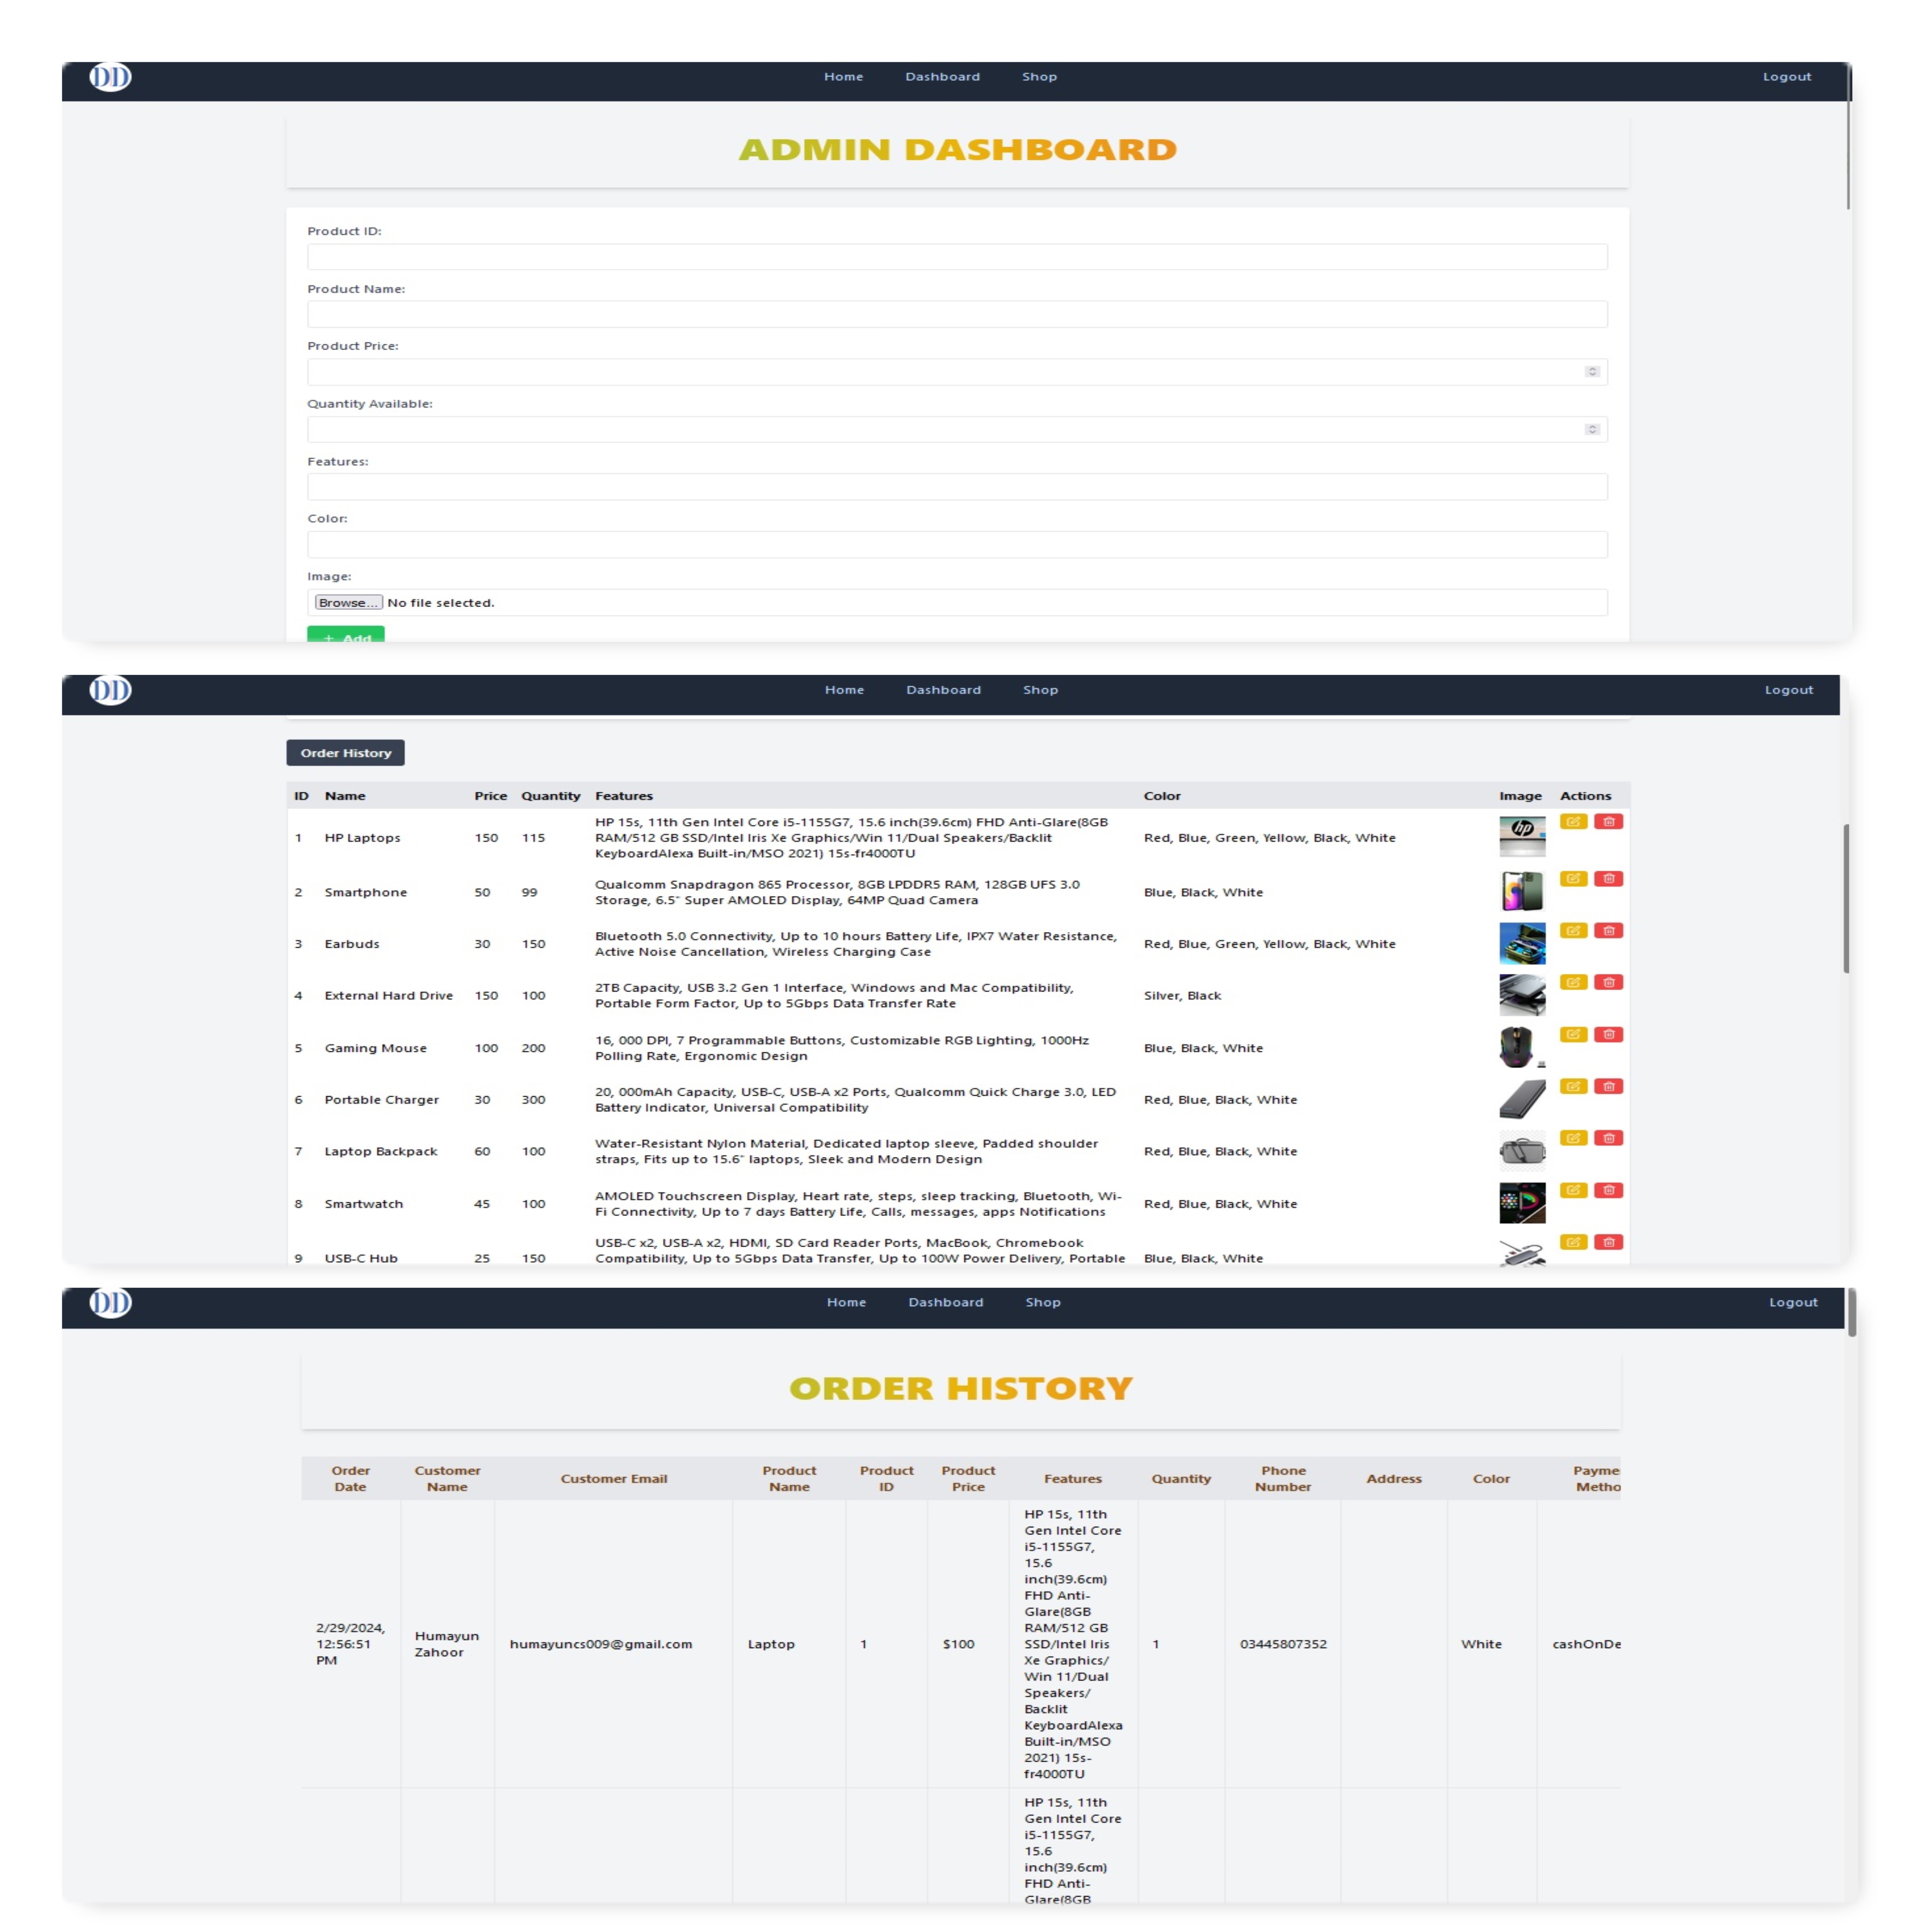 DD
Home Dashboard Shop Logout
ADMIN DASHBOARD
Product ID:
Product Name:
Product Price:
Quantity Available:
Features:
Color:
Image:
Browse... No file selected.
+ Add
DD
Home Dashboard Shop Logout
Order History
ID Name Price Quantity Features Color Image Actions
HP 15s, 11th Gen Intel Core i5-1155G7, 15.6 inch(39.6cm) FHD Anti-Glare(8GB
1 HP Laptops 150 115 RAM/512 GB SSD/Intel Iris Xe Graphics/Win 11/Dual Speakers/Backlit Red, Blue, Green, Yellow, Black, White
KeyboardAlexa Built-in/MSO 2021) 15s-fr4000TU
hp
2 Smartphone 50 99 Qualcomm Snapdragon 865 Processor, 8GB LPDDR5 RAM, 128GB UFS 3.0 Blue, Black, White
Storage, 6.5" Super AMOLED Display, 64MP Quad Camera
3 Earbuds 30 150 Bluetooth 5.0 Connectivity, Up to 10 hours Battery Life, IPX7 Water Resistance, Red, Blue, Green, Yellow, Black, White
Active Noise Cancellation, Wireless Charging Case
4 External Hard Drive 150 100 2TB Capacity, USB 3.2 Gen 1 Interface, Windows and Mac Compatibility, Silver, Black
Portable Form Factor, Up to 5Gbps Data Transfer Rate
5 Gaming Mouse 100 200 16, 000 DPI, 7 Programmable Buttons, Customizable RGB Lighting, 1000Hz Blue, Black, White
Polling Rate, Ergonomic Design
6 Portable Charger 30 300 20, 000mAh Capacity, USB-C, USB-A x2 Ports, Qualcomm Quick Charge 3.0, LED Red, Blue, Black, White
Battery Indicator, Universal Compatibility
7 Laptop Backpack 60 100 Water-Resistant Nylon Material, Dedicated laptop sleeve, Padded shoulder Red, Blue, Black, White
straps, Fits up to 15.6" laptops, Sleek and Modern Design
8 Smartwatch 45 100 AMOLED Touchscreen Display, Heart rate, steps, sleep tracking, Bluetooth, Wi- Red, Blue, Black, White
Fi Connectivity, Up to 7 days Battery Life, Calls, messages, apps Notifications
USB-C x2, USB-A x2, HDMI, SD Card Reader Ports, MacBook, Chromebook
9 USB-C Hub 25 150 Compatibility, Up to 5Gbps Data Transfer, Up to 100W Power Delivery, Portable Blue, Black, White
DD
Home Dashboard Shop Logout
ORDER HISTORY
Order Date Customer Name Customer Email Product Name Product ID Product Price Features Quantity Phone Number Address Color Payme Metho
HP 15s, 11th
Gen Intel Core
i5-1155G7,
15.6
inch(39.6cm)
FHD Anti-
Glare(8GB
RAM/512 GB
SSD/Intel Iris
Xe Graphics/
Win 11/Dual
Speakers/
Backlit
KeyboardAlexa
Built-in/MSO
2021) 15s-
fr4000TU
2/29/2024,
12:56:51
PM
Humayun
Zahoor
humayuncs009@gmail.com Laptop 1 $100 1 03445807352 White cashOnDe
HP 15s, 11th
Gen Intel Core
i5-1155G7,
15.6
inch(39.6cm)
FHD Anti-
Glare(8GB